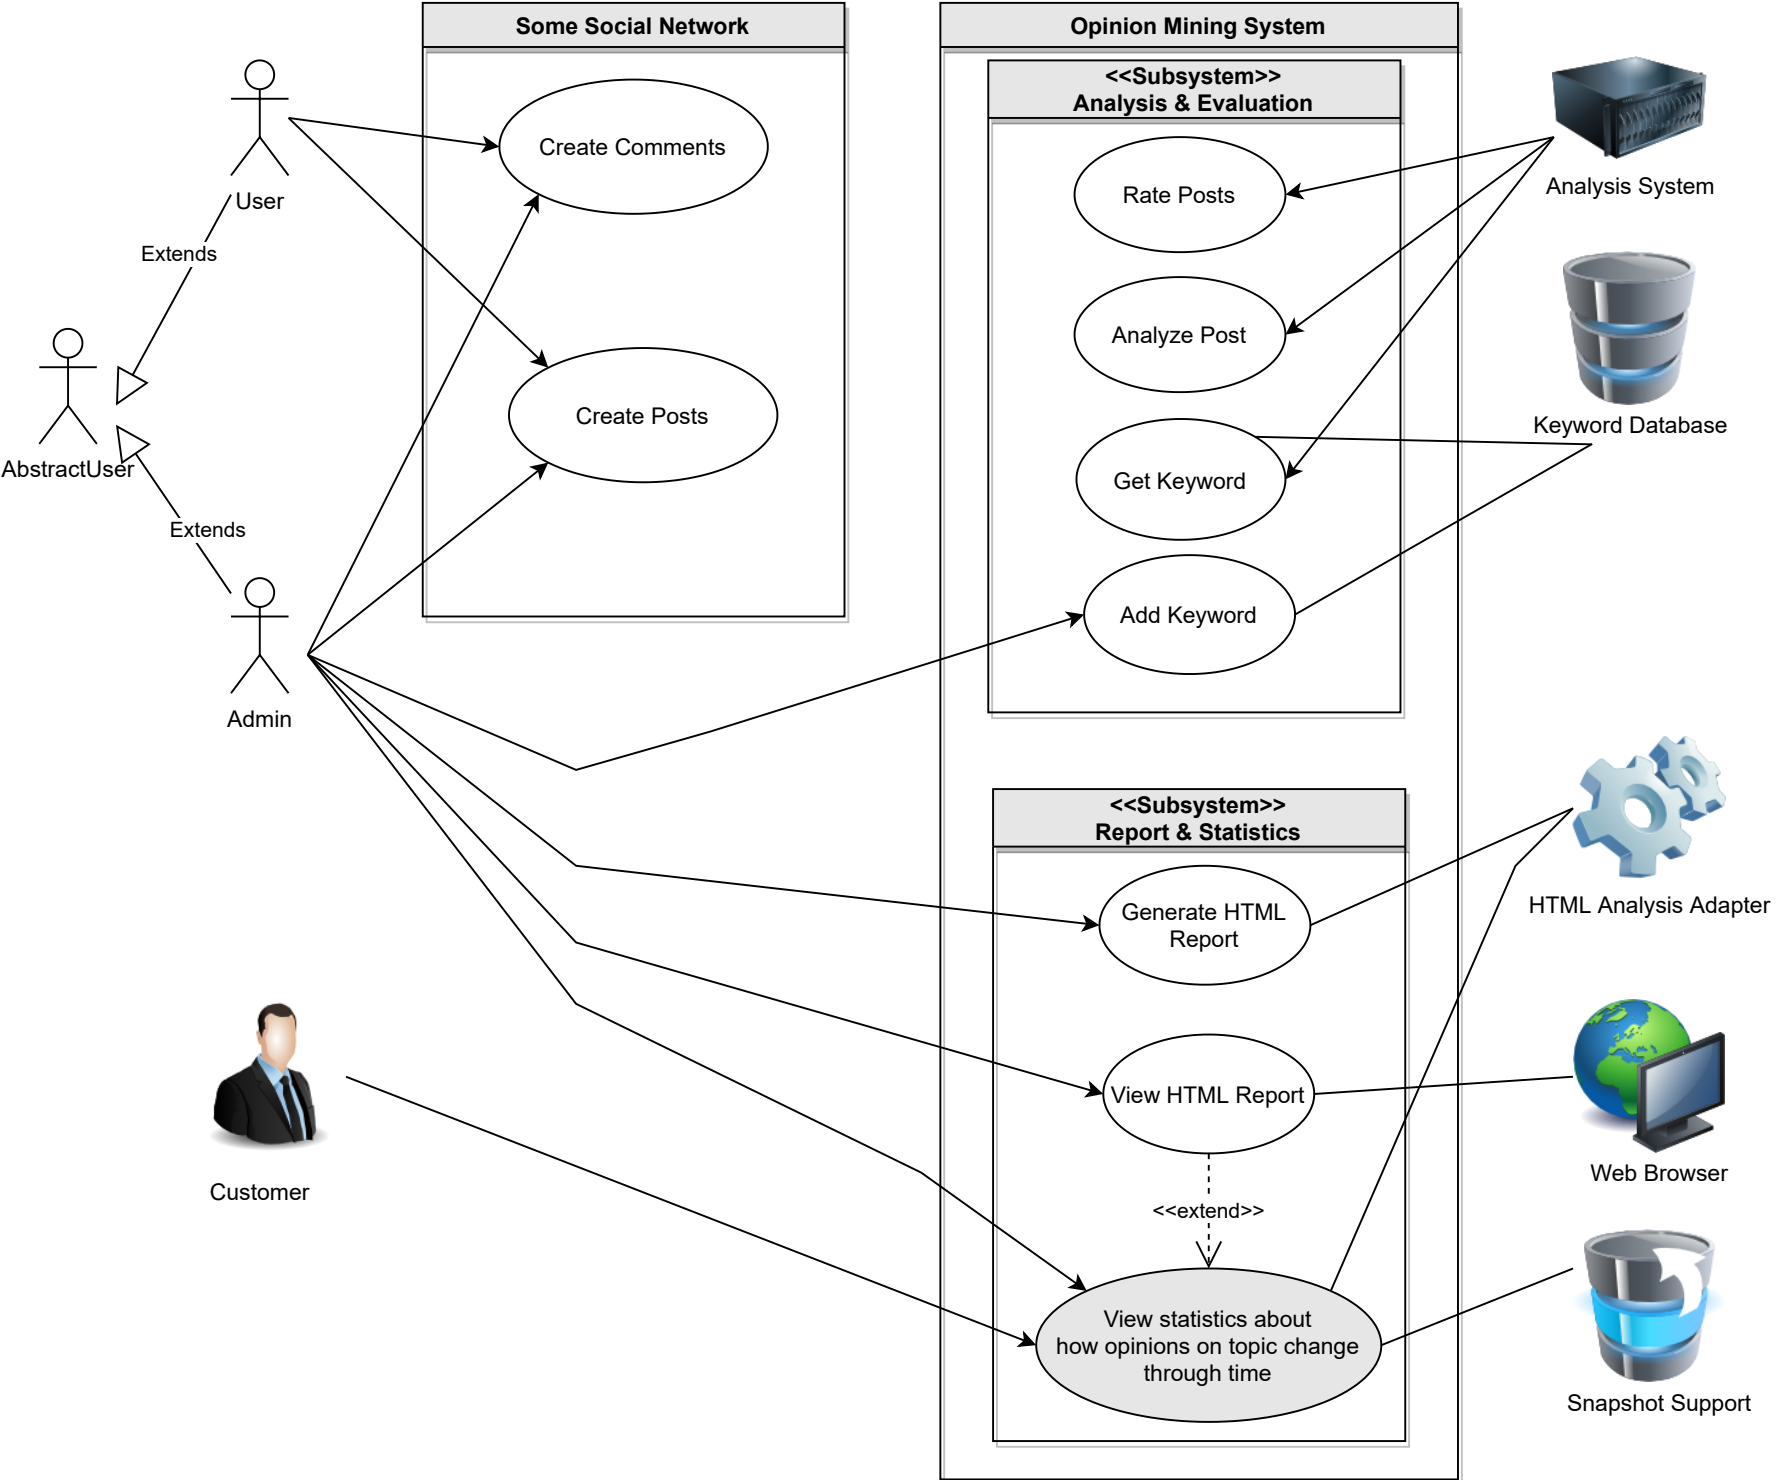 Some Social Network
Opinion Mining System
<<Subsystem>>
Analysis & Evaluation
User
Extends
AbstractUser
Extends
Admin
Create Comments
Create Posts
Rate Posts
Analyze Post
Get Keyword
Add Keyword
Analysis System
Keyword Database
<<Subsystem>>
Report & Statistics
Generate HTML
Report
View HTML Report
<<extend>>
View statistics about
how opinions on topic change
through time
Customer
HTML Analysis Adapter
Web Browser
Snapshot Support